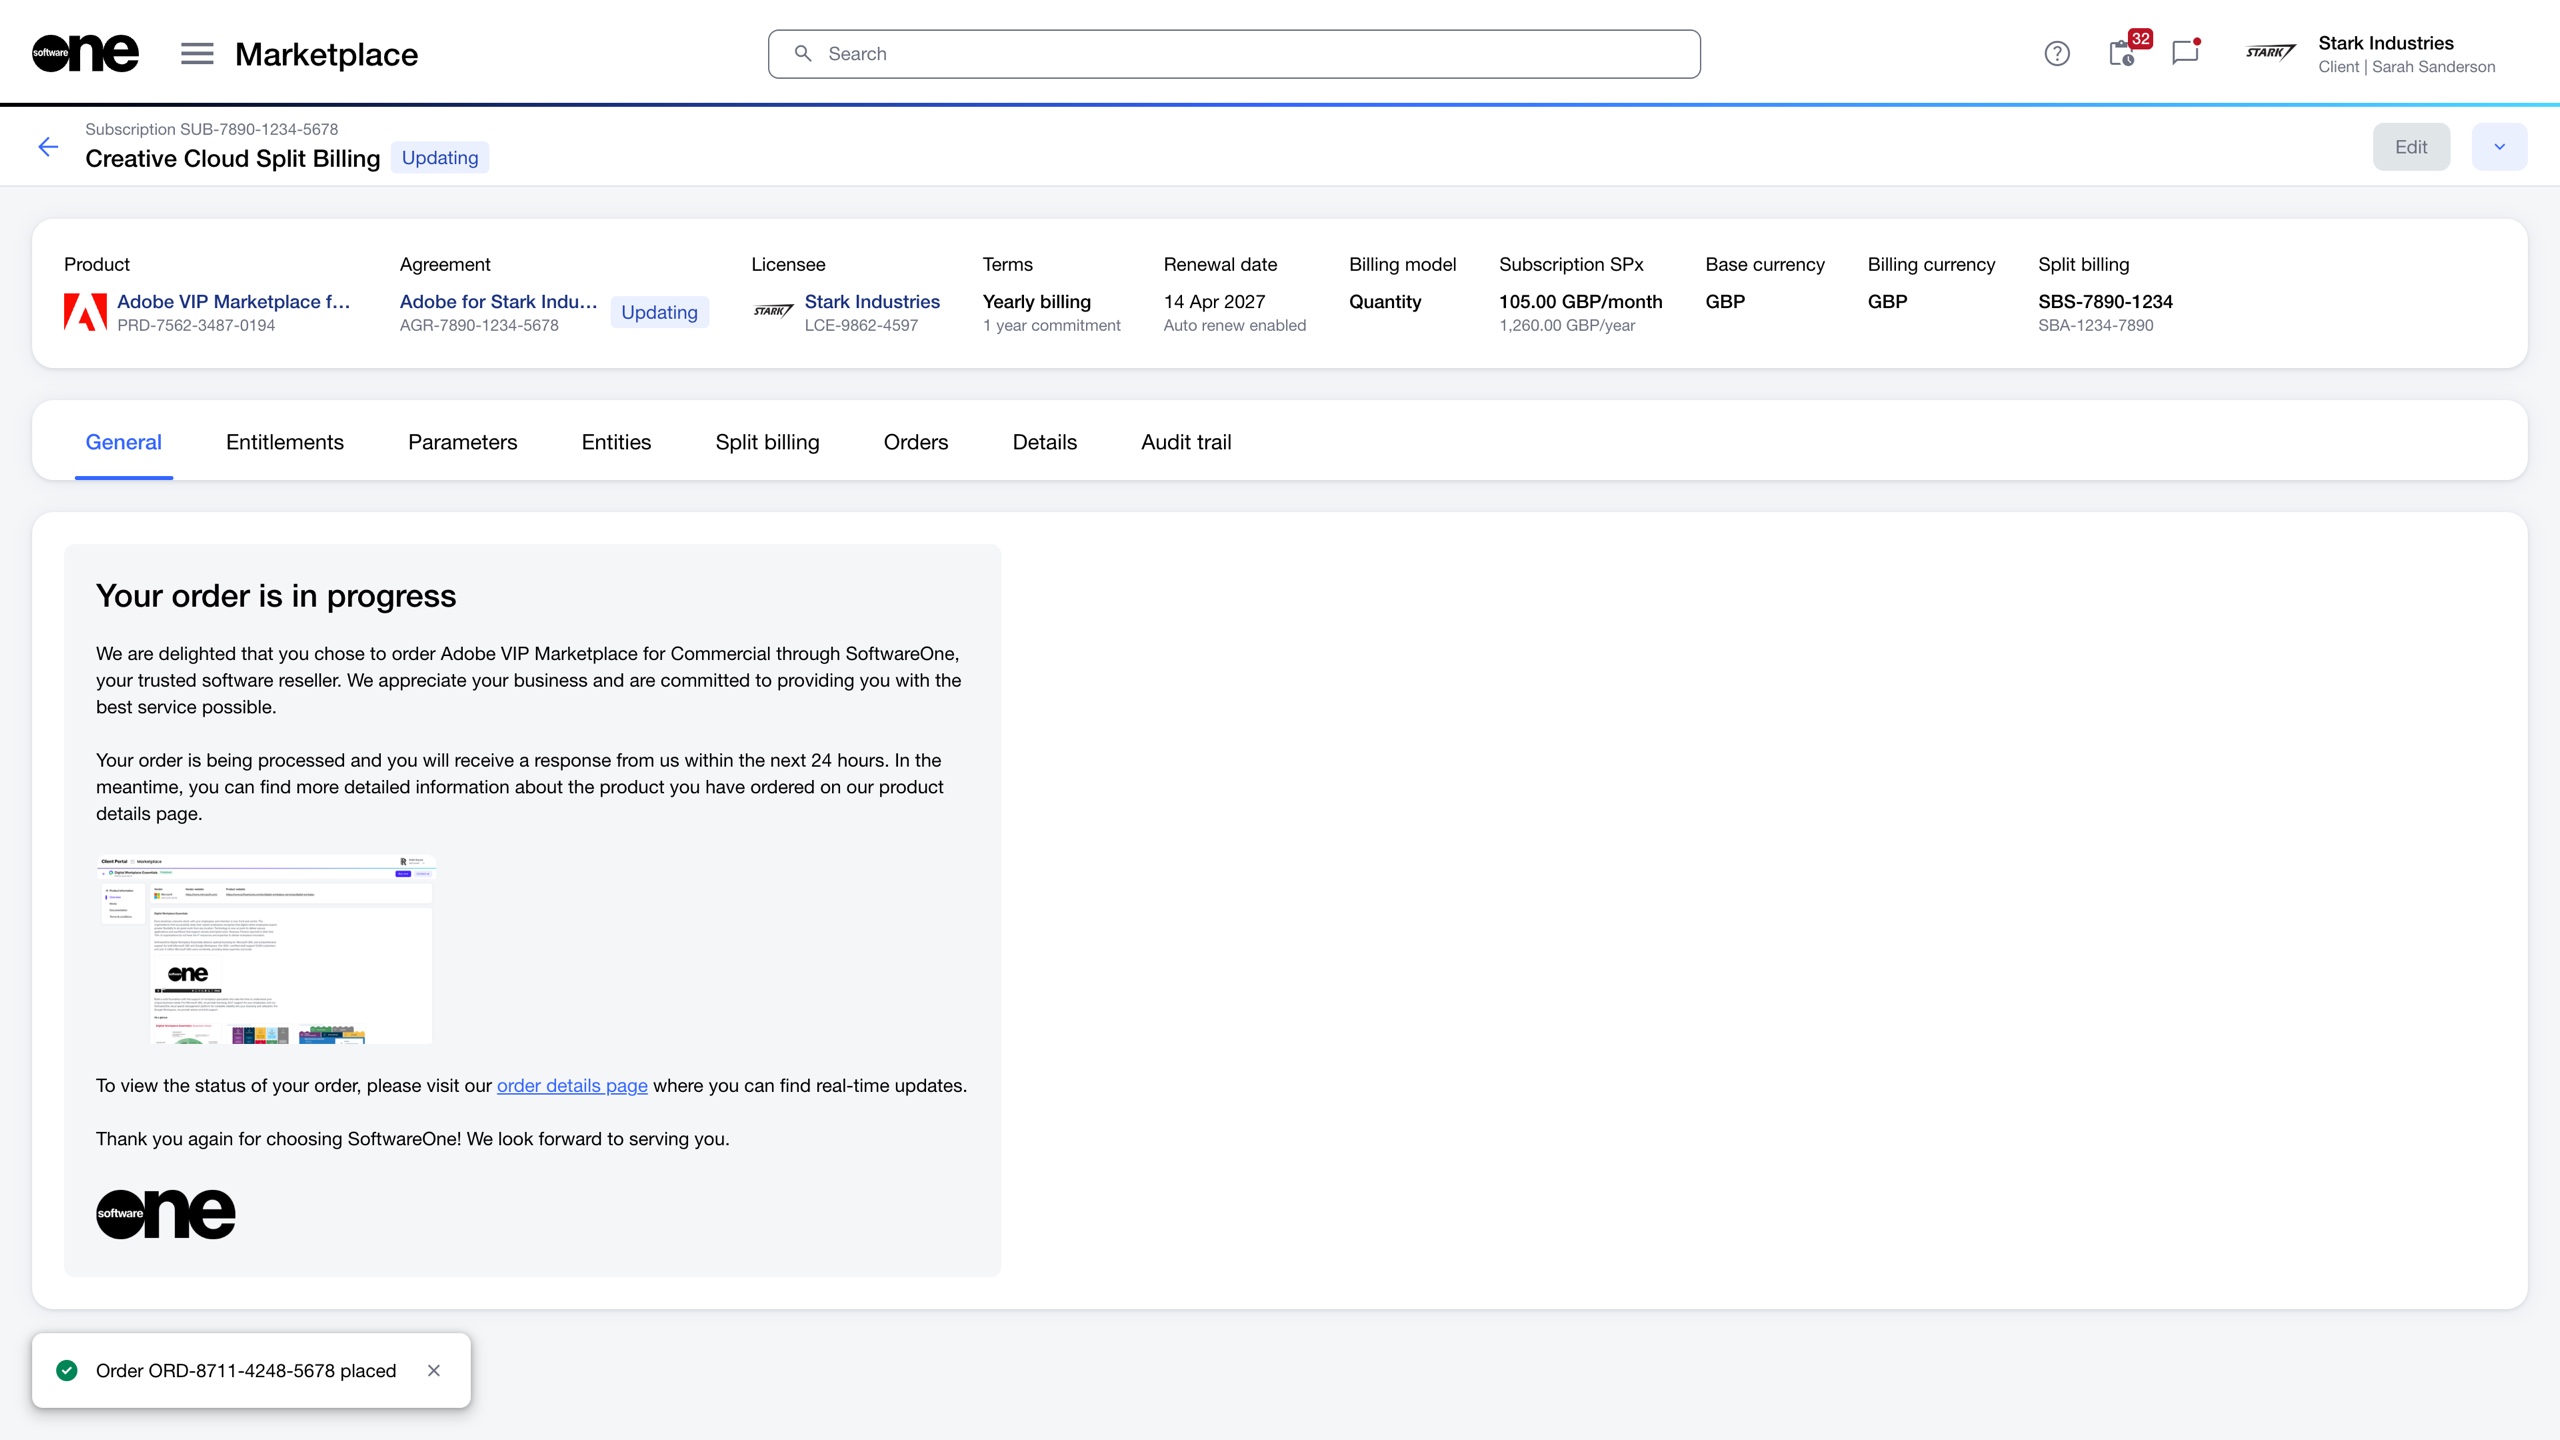 software one
Marketplace
Search
32
STARK
Stark Industries
Client | Sarah Sanderson
Subscription SUB-7890-1234-5678
Creative Cloud Split Billing
Updating
Edit
Product
Adobe VIP Marketplace f...
PRD-7562-3487-0194
Agreement
Adobe for Stark Indu...
AGR-7890-1234-5678
Updating
Licensee
STARK
Stark Industries
LCE-9862-4597
Terms
Yearly billing
1 year commitment
Renewal date
14 Apr 2027
Auto renew enabled
Billing model
Quantity
Subscription SPx
105.00 GBP/month
1,260.00 GBP/year
Base currency
GBP
Billing currency
GBP
Split billing
SBS-7890-1234
SBA-1234-7890
General
Entitlements
Parameters
Entities
Split billing
Orders
Details
Audit trail
Your order is in progress
We are delighted that you chose to order Adobe VIP Marketplace for Commercial through SoftwareOne,
your trusted software reseller. We appreciate your business and are committed to providing you with the
best service possible.
Your order is being processed and you will receive a response from us within the next 24 hours. In the
meantime, you can find more detailed information about the product you have ordered on our product
details page.
Client Portal
Marketplace
Digital Workplace Essentials
one
To view the status of your order, please visit our order details page where you can find real-time updates.
Thank you again for choosing SoftwareOne! We look forward to serving you.
software one
Order ORD-8711-4248-5678 placed